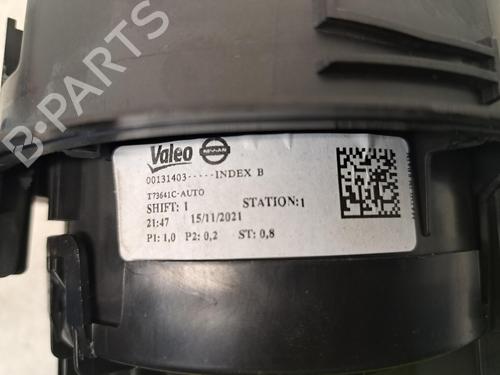 B-PARTS
Valeo NISSAN
00131403-----INDEX B
T73641C-AUTO
SHIFT: 1 STATION:1
21:47 15/11/2021
P1: 1,0 P2: 0,2 ST: 0,8